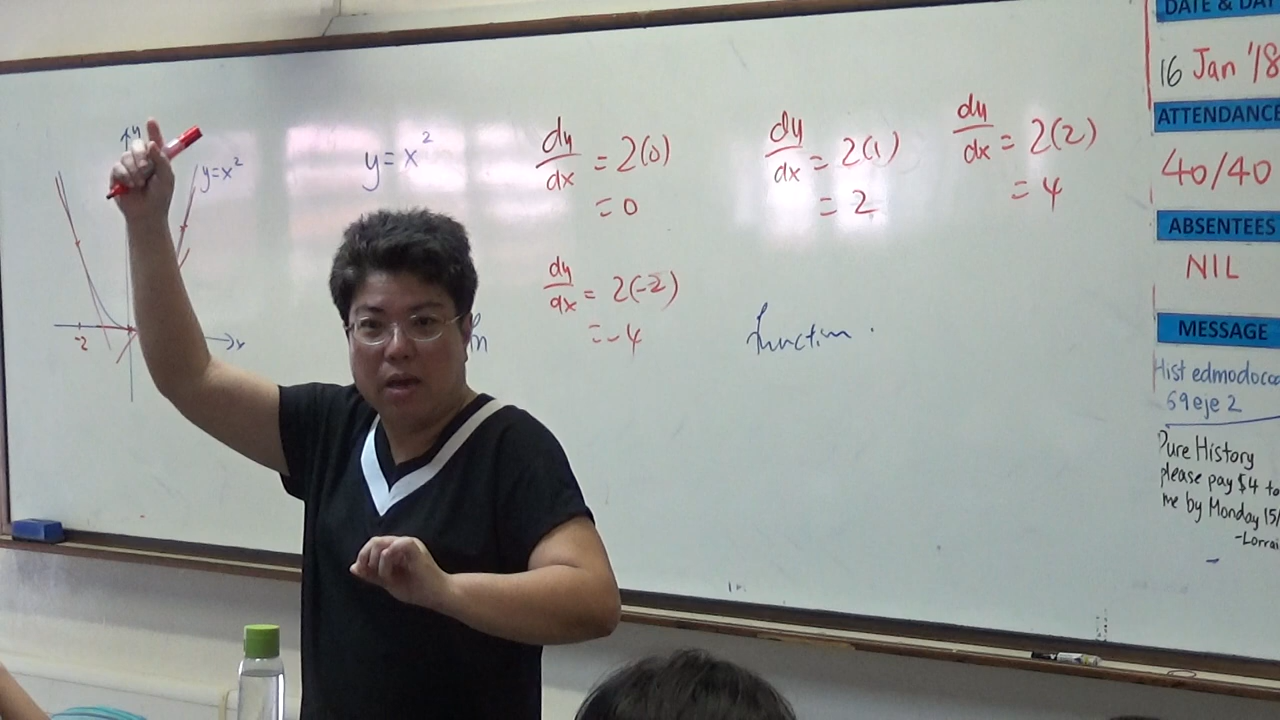 y
y=x²
-2
x
y=x²
dy/dx = 2(0)
= 0
dy/dx = 2(-2)
= -4
dy/dx = 2(1)
= 2
dy/dx = 2(2)
= 4
function.
DATE & DAY
16 Jan '18
ATTENDANCE
40/40
ABSENTEES
NIL
MESSAGE
Hist edmodo
69eje2
Pure History
please pay $4 to
me by Monday 15/
-Lorrai